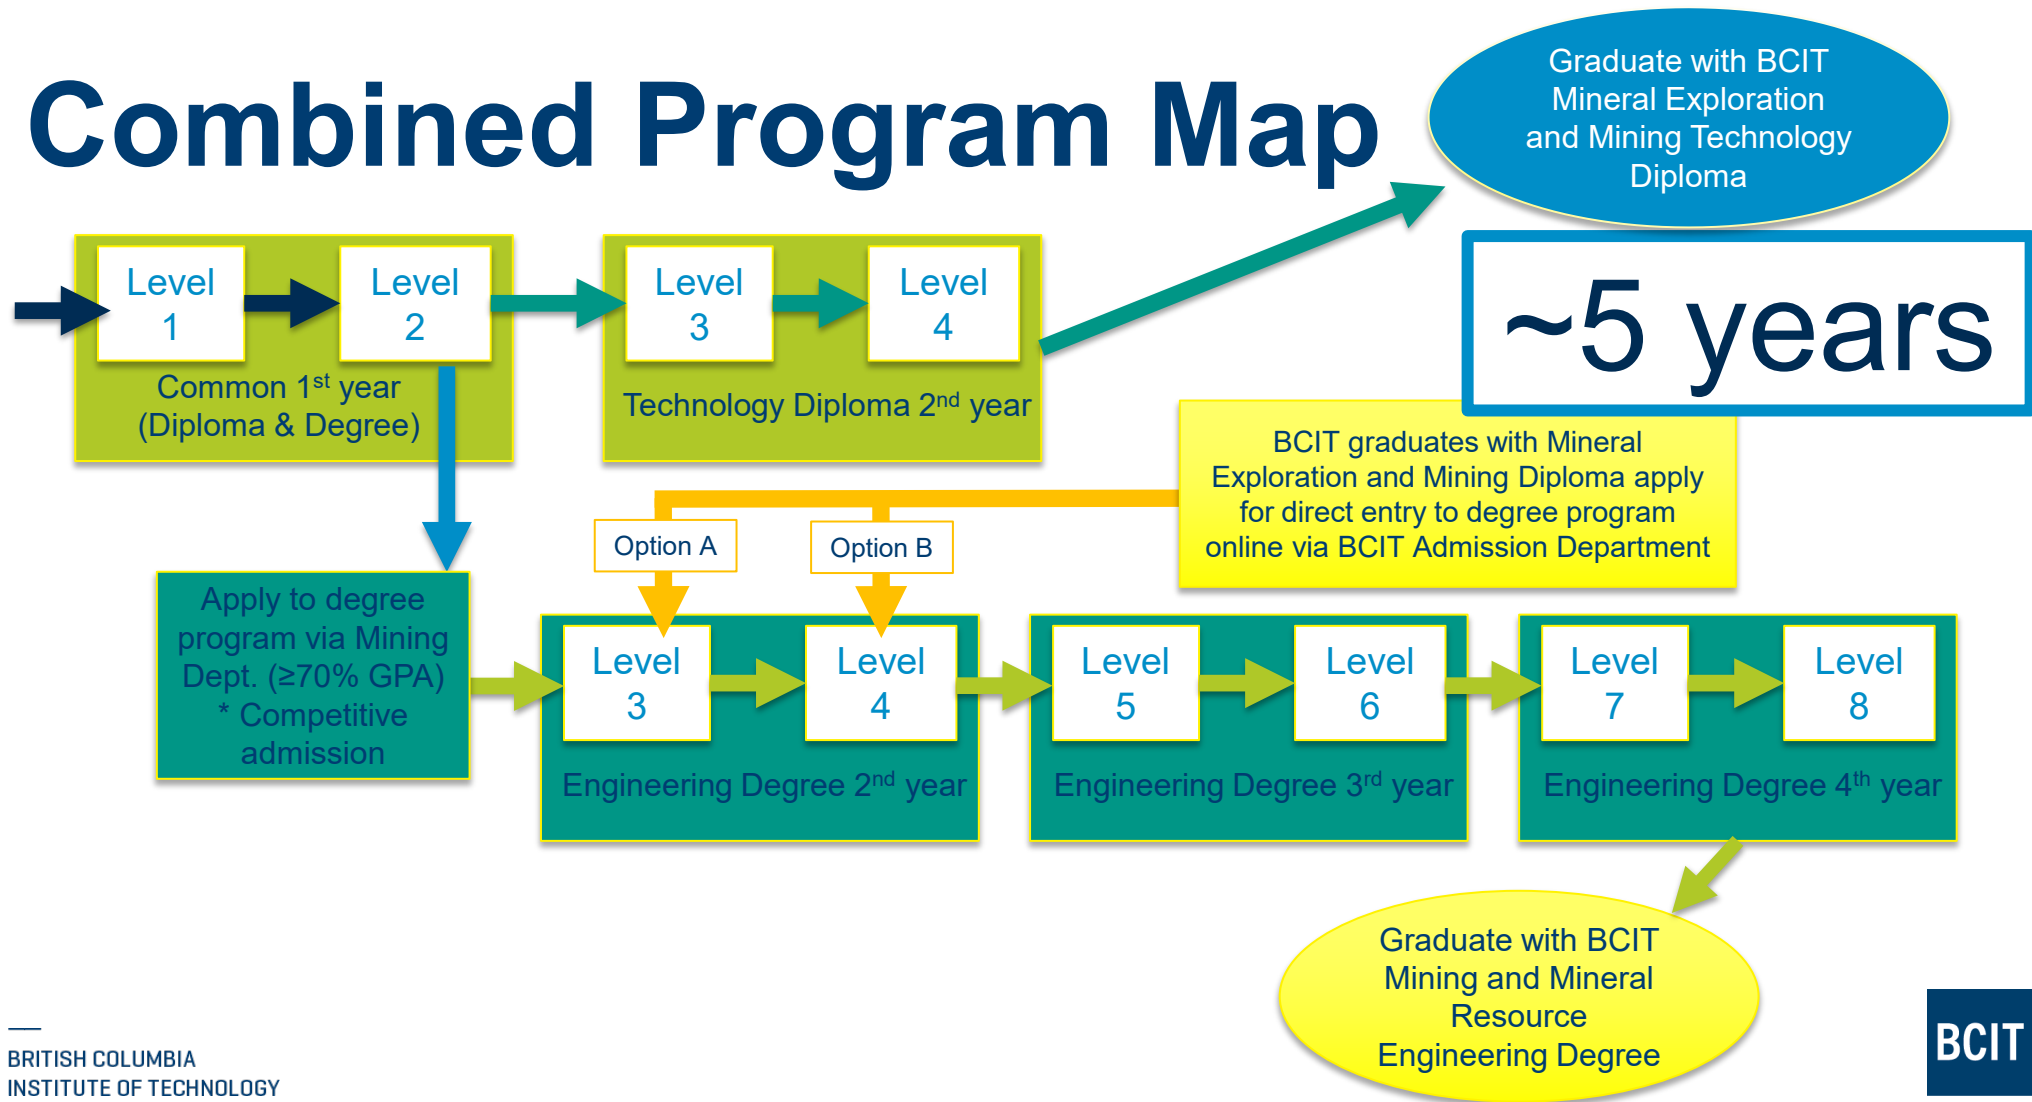 Combined Program Map
Graduate with BCIT
Mineral Exploration
and Mining Technology
Diploma
~5 years
Level
1
Level
2
Common 1st year
(Diploma & Degree)
Level
3
Level
4
Technology Diploma 2nd year
BCIT graduates with Mineral
Exploration and Mining Diploma apply
for direct entry to degree program
online via BCIT Admission Department
Option A
Option B
Apply to degree
program via Mining
Dept. (≥70% GPA)
* Competitive
admission
Level
3
Level
4
Engineering Degree 2nd year
Level
5
Level
6
Engineering Degree 3rd year
Level
7
Level
8
Engineering Degree 4th year
Graduate with BCIT
Mining and Mineral
Resource
Engineering Degree
BRITISH COLUMBIA
INSTITUTE OF TECHNOLOGY
BCIT